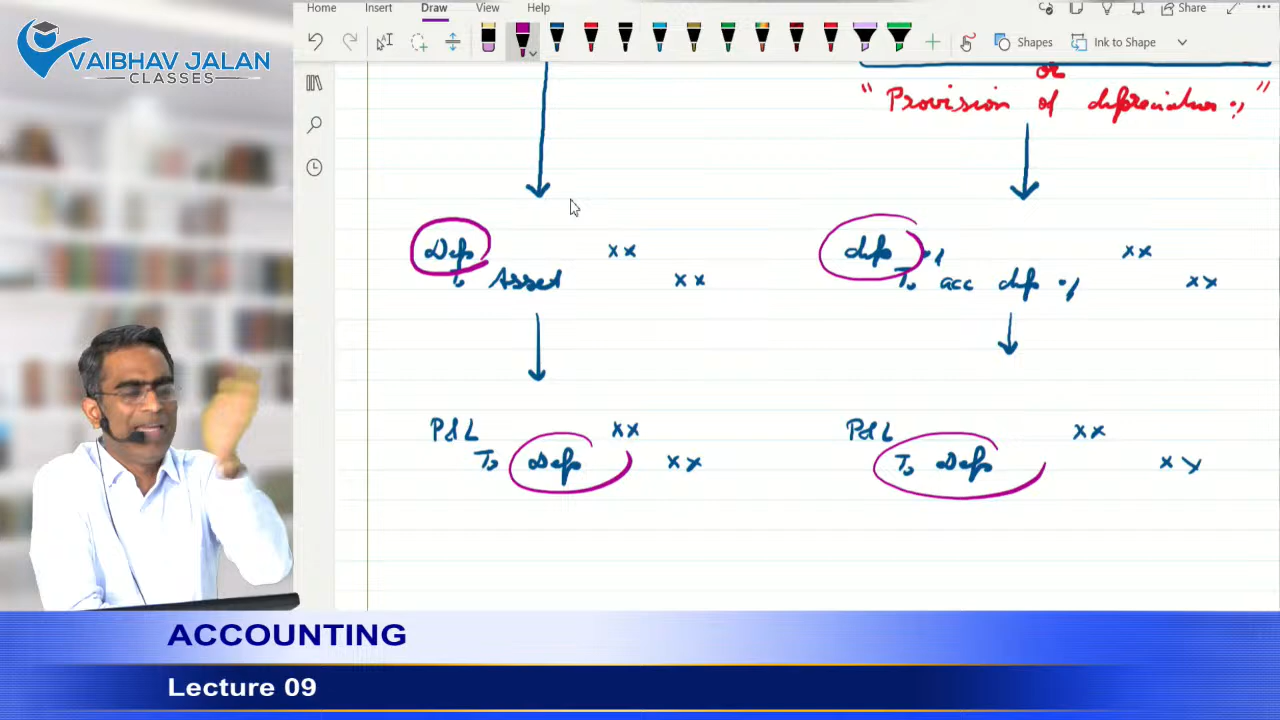 VAIBHAV JALAN
CLASSES
Home Insert Draw View Help
Share
Shapes
Ink to Shape
or
" Provision of depreciation "
Dep xx
To Asset xx
dep
xx
To acc dep xx
P&L xx
To Dep xx
P&L xx
To Dep xx
ACCOUNTING
Lecture 09